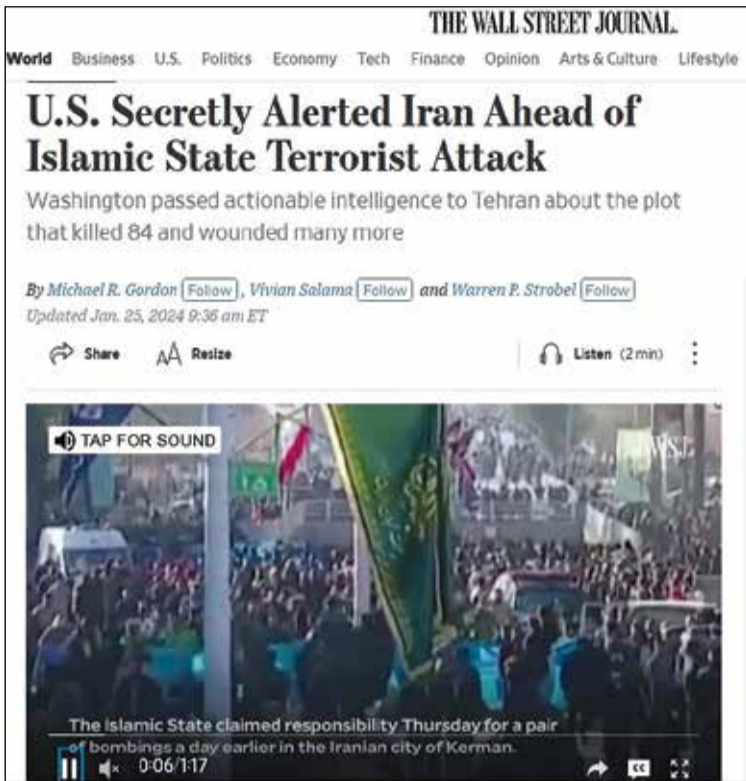 THE WALL STREET JOURNAL.
World Business U.S. Politics Economy Tech Finance Opinion Arts & Culture Lifestyle
U.S. Secretly Alerted Iran Ahead of
Islamic State Terrorist Attack
Washington passed actionable intelligence to Tehran about the plot
that killed 84 and wounded many more
By Michael R. Gordon Follow, Vivian Salama Follow and Warren P. Strobel Follow
Updated Jan. 25, 2024 9:36 am ET
Share AA Resize Listen (2 min)
TAP FOR SOUND
WSJ
The Islamic State claimed responsibility Thursday for a pair
of bombings a day earlier in the Iranian city of Kerman.
0:06/1:17 CC